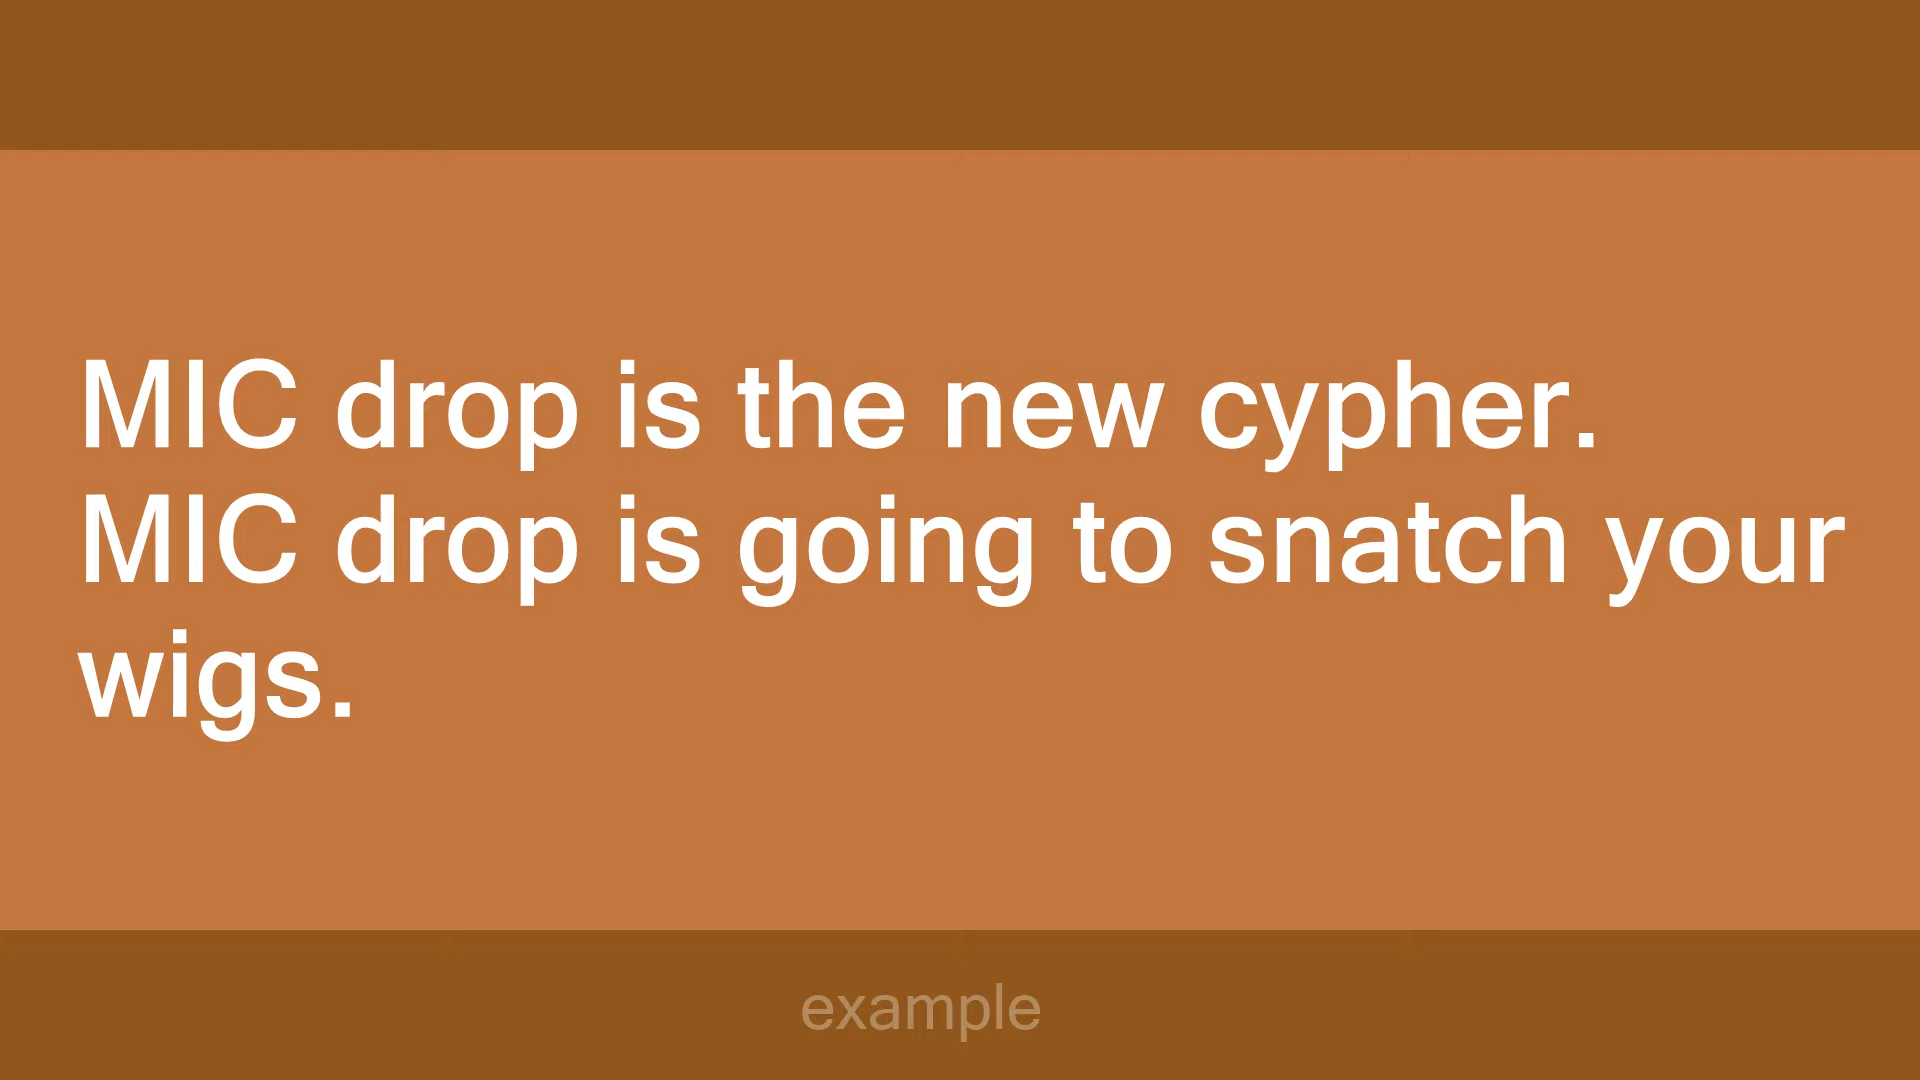 MIC drop is the new cypher.
MIC drop is going to snatch your
wigs.
example